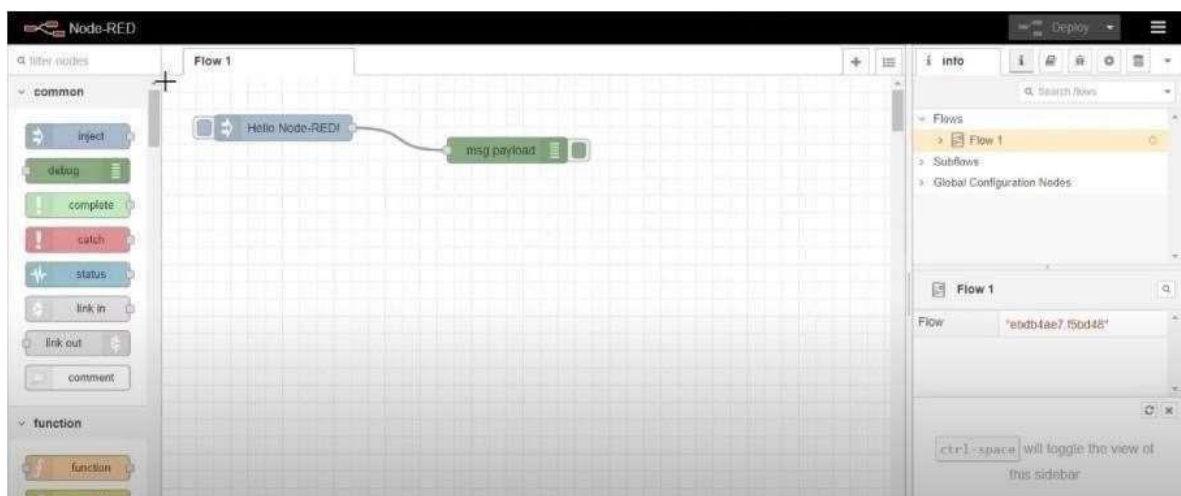 Node-RED
Deploy
filter nodes
Flow 1
info
i
common
Search flows
inject
Hello Node-RED!
Flows
debug
msg payload
Flow 1
Subflows
complete
Global Configuration Nodes
catch
status
link in
Flow 1
link out
Flow
"ebdb4ae7.f5bd48"
comment
function
ctrl-space will toggle the view of
this sidebar
function